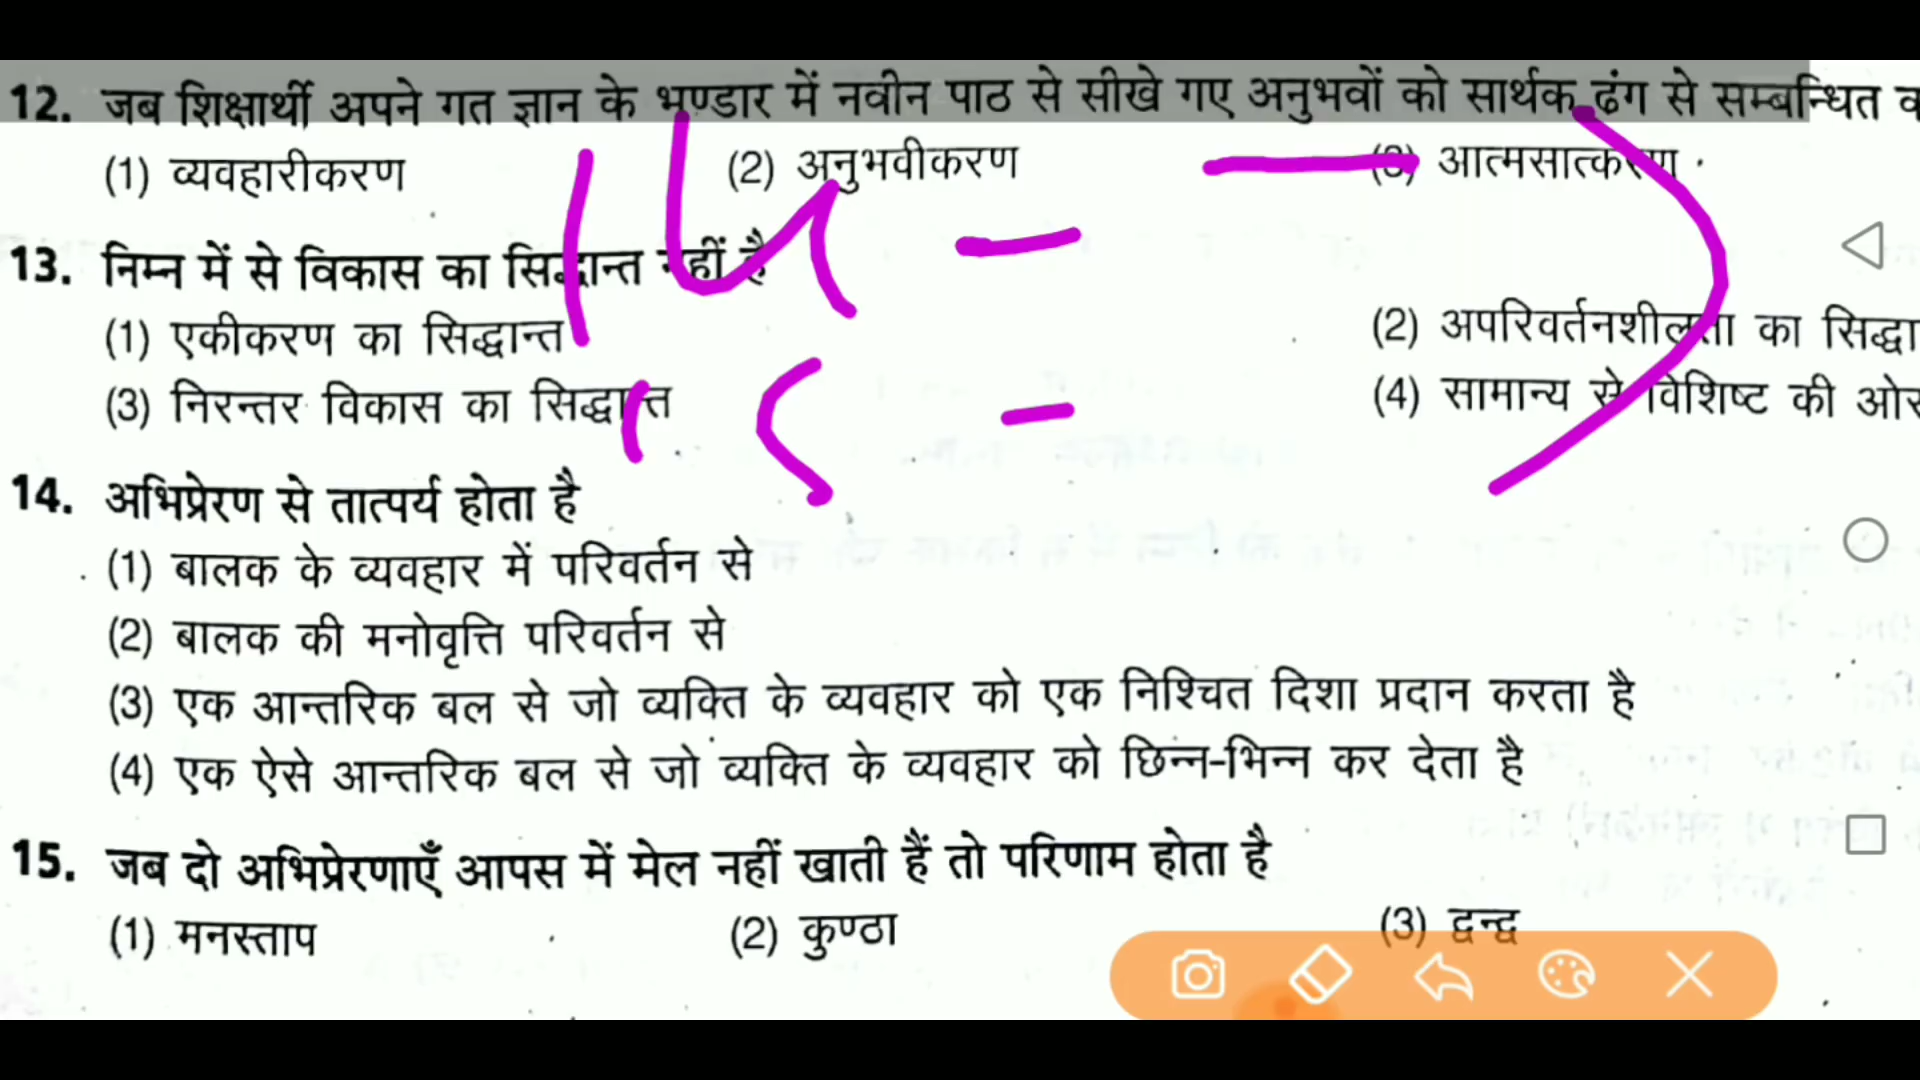 12. जब शिक्षार्थी अपने गत ज्ञान के भण्डार में नवीन पाठ से सीखे गए अनुभवों को सार्थक ढंग से सम्बन्धित
(1) व्यवहारीकरण (2) अनुभवीकरण (3) आत्मसात्करण
13. निम्न में से विकास का सिद्धान्त नहीं है
(1) एकीकरण का सिद्धान्त (2) अपरिवर्तनशीलता का सिद्धा
(3) निरन्तर विकास का सिद्धान्त (4) सामान्य से विशिष्ट की ओर
14. अभिप्रेरण से तात्पर्य होता है
(1) बालक के व्यवहार में परिवर्तन से
(2) बालक की मनोवृत्ति परिवर्तन से
(3) एक आन्तरिक बल से जो व्यक्ति के व्यवहार को एक निश्चित दिशा प्रदान करता है
(4) एक ऐसे आन्तरिक बल से जो व्यक्ति के व्यवहार को छिन्न-भिन्न कर देता है
15. जब दो अभिप्रेरणाएँ आपस में मेल नहीं खाती हैं तो परिणाम होता है
(1) मनस्ताप (2) कुण्ठा (3) द्वन्द्व